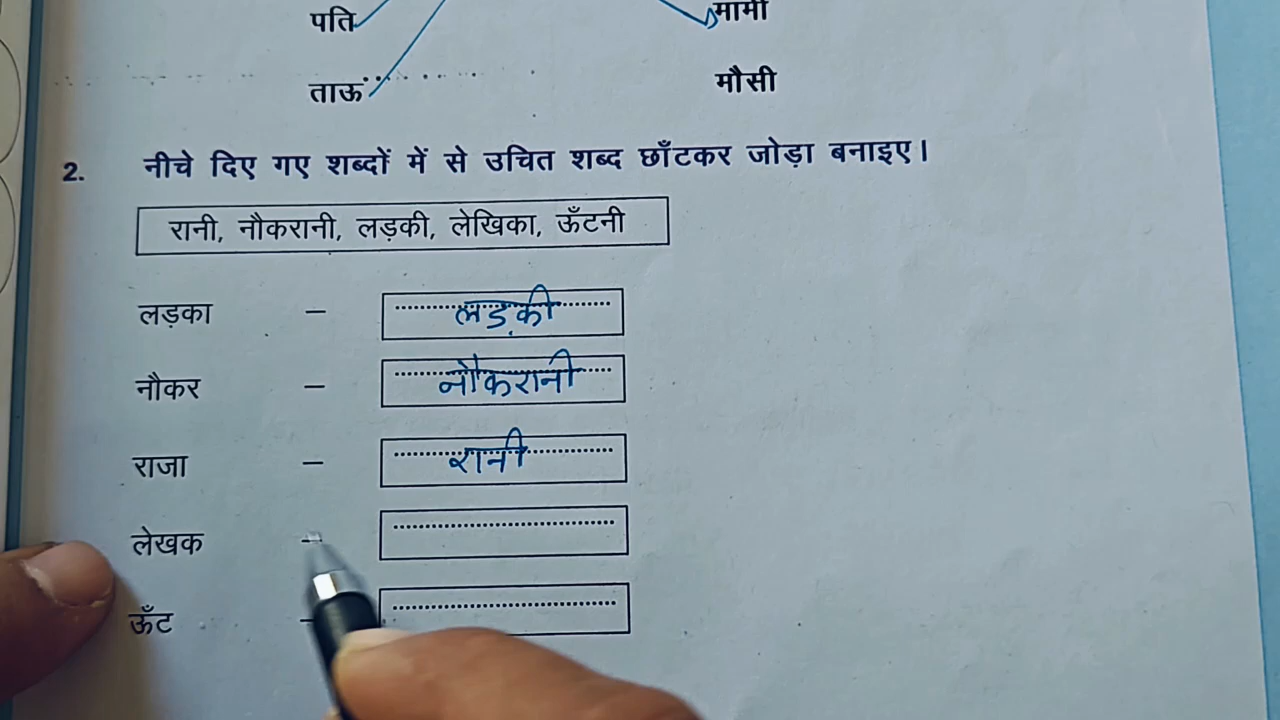 पति मामी
ताऊ मौसी
2. नीचे दिए गए शब्दों में से उचित शब्द छाँटकर जोड़ा बनाइए।
रानी, नौकरानी, लड़की, लेखिका, ऊँटनी
लड़का – लड़की
नौकर – नौकरानी
राजा – रानी
लेखक –
ऊँट –